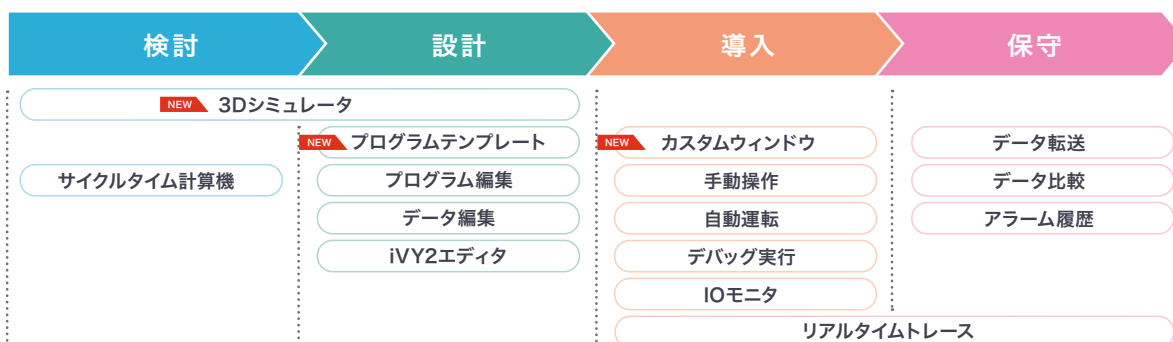 検討 設計 導入 保守
NEW 3Dシミュレータ
NEW プログラムテンプレート NEW カスタムウィンドウ データ転送
サイクルタイム計算機 プログラム編集 手動操作 データ比較
データ編集 自動運転 アラーム履歴
iVY2エディタ デバッグ実行
IOモニタ
リアルタイムトレース